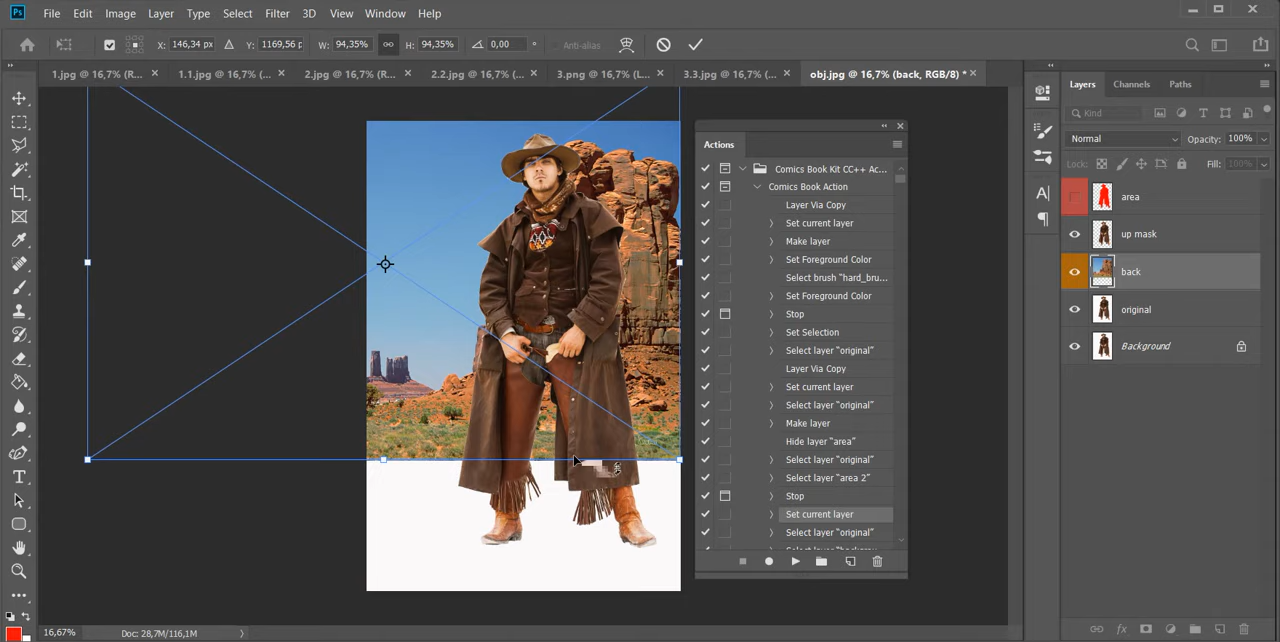 Ps File Edit Image Layer Type Select Filter 3D View Window Help
X: 146,34 px Y: 1169,56 p W: 94,35% H: 94,35% 0,00 ° Anti-alias
1.jpg @ 16,7% (R... × 1.1.jpg @ 16,7% (... × 2.jpg @ 16,7% (R... × 2.2.jpg @ 16,7% (... × 3.png @ 16,7% (L... × 3.3.jpg @ 16,7% (... × obj.jpg @ 16,7% (back, RGB/8) * ×
Layers Channels Paths
Kind
Normal Opacity: 100%
Lock: Fill: 100%
area
up mask
back
original
Background
Actions
Comics Book Kit CC++ Ac...
Comics Book Action
Layer Via Copy
Set current layer
Make layer
Set Foreground Color
Select brush "hard_bru...
Set Foreground Color
Stop
Set Selection
Select layer "original"
Layer Via Copy
Set current layer
Select layer "original"
Make layer
Hide layer "area"
Select layer "original"
Select layer "area 2"
Stop
Set current layer
Select layer "original"
16,67% Doc: 28,7M/116,1M